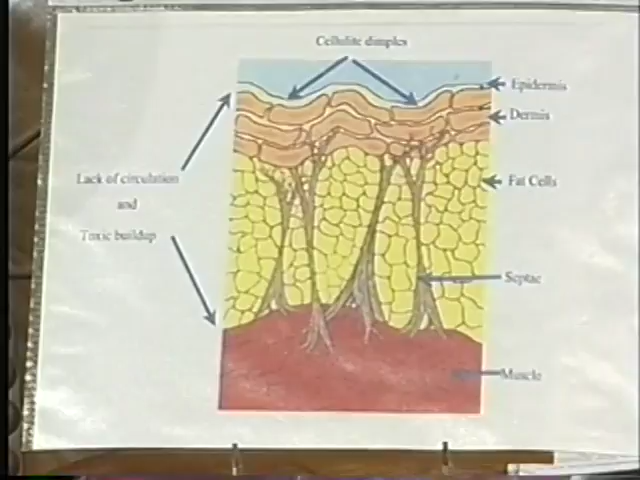 Cellulite dimples
Epidermis
Dermis
Lack of circulation
and
Toxic buildup
Fat Cells
Septae
Muscle